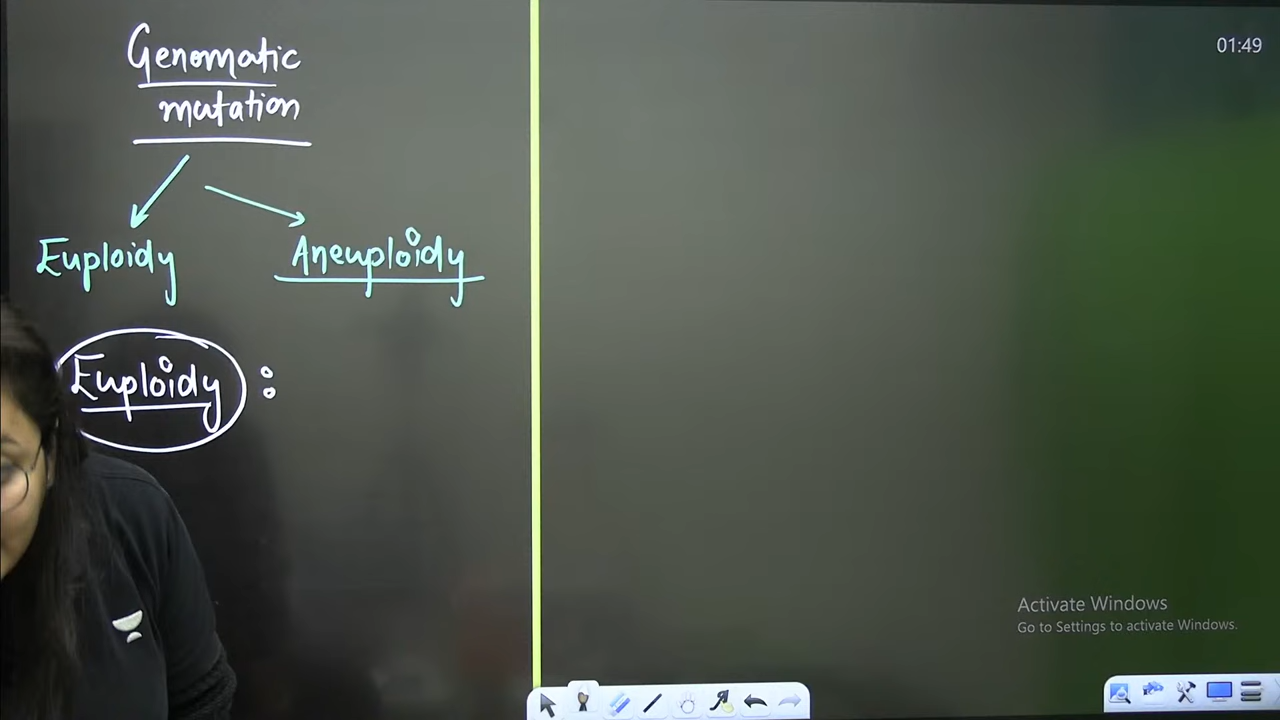 Genomatic
mutation
Euploidy
Aneuploidy
Euploidy :
01:49
Activate Windows
Go to Settings to activate Windows.